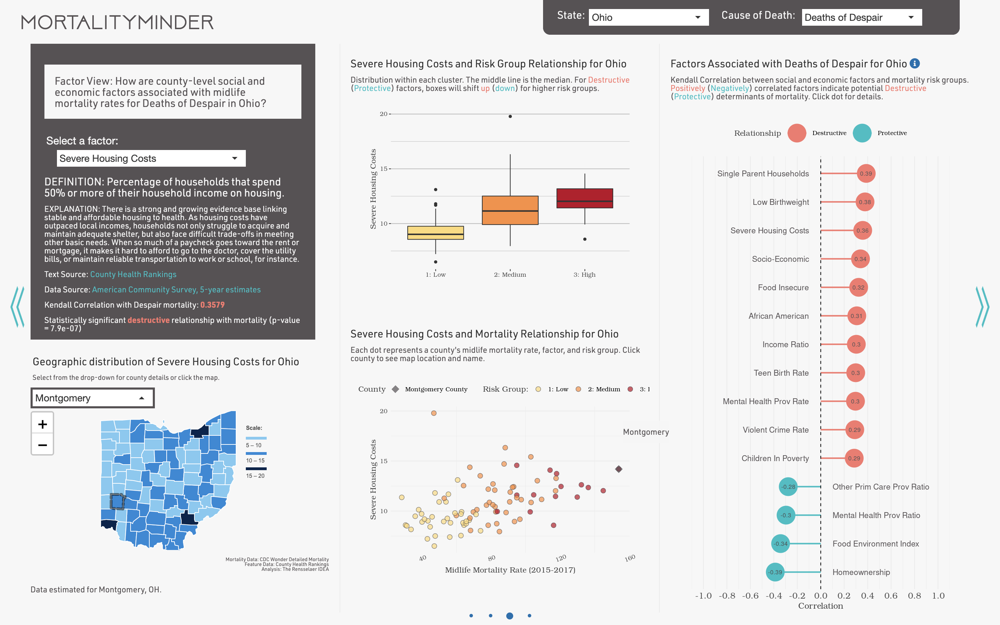 MORTALITYMINDER
State:
Ohio
Cause of Death:
Deaths of Despair
Factor View: How are county-level social and
economic factors associated with midlife
mortality rates for Deaths of Despair in Ohio?
Select a factor:
Severe Housing Costs
DEFINITION: Percentage of households that spend
50% or more of their household income on housing.
EXPLANATION: There is a strong and growing evidence base linking
stable and affordable housing to health. As housing costs have
outpaced local incomes, households not only struggle to acquire and
maintain adequate shelter, but also face difficult trade-offs in meeting
other basic needs. When so much of a paycheck goes toward the rent or
mortgage, it makes it hard to afford to go to the doctor, cover the utility
bills, or maintain reliable transportation to work or school, for instance.
Text Source: County Health Rankings
Data Source: American Community Survey, 5-year estimates
Kendall Correlation with Despair mortality: 0.3579
Statistically significant destructive relationship with mortality (p-value
= 7.9e-07)
Geographic distribution of Severe Housing Costs for Ohio
Select from the drop-down for county details or click the map.
Montgomery
+
−
Scale:
5 – 10
10 – 15
15 – 20
Mortality Data: CDC Wonder Detailed Mortality
Feature Data: County Health Rankings
Analysis: The Rensselaer IDEA
Data estimated for Montgomery, OH.
Severe Housing Costs and Risk Group Relationship for Ohio
Distribution within each cluster. The middle line is the median. For Destructive
(Protective) factors, boxes will shift up (down) for higher risk groups.
Severe Housing Costs
20
15
10
1: Low
2: Medium
3: High
Severe Housing Costs and Mortality Relationship for Ohio
Each dot represents a county's midlife mortality rate, factor, and risk group. Click
county to see map location and name.
County
Montgomery County
Risk Group:
1: Low
2: Medium
3:
Severe Housing Costs
20
15
10
Montgomery
40
80
120
160
Midlife Mortality Rate (2015-2017)
Factors Associated with Deaths of Despair for Ohio
Kendall Correlation between social and economic factors and mortality risk groups.
Positively (Negatively) correlated factors indicate potential Destructive
(Protective) determinants of mortality. Click dot for details.
Relationship
Destructive
Protective
Single Parent Households
0.39
Low Birthweight
0.38
Severe Housing Costs
0.36
Socio-Economic
0.34
Food Insecure
0.32
African American
0.31
Income Ratio
0.3
Teen Birth Rate
0.3
Mental Health Prov Rate
0.3
Violent Crime Rate
0.29
Children In Poverty
0.29
-0.28
Other Prim Care Prov Ratio
-0.3
Mental Health Prov Ratio
-0.34
Food Environment Index
-0.39
Homeownership
-1.0
-0.8
-0.6
-0.4
-0.2
0.0
0.2
0.4
0.6
0.8
1.0
Correlation